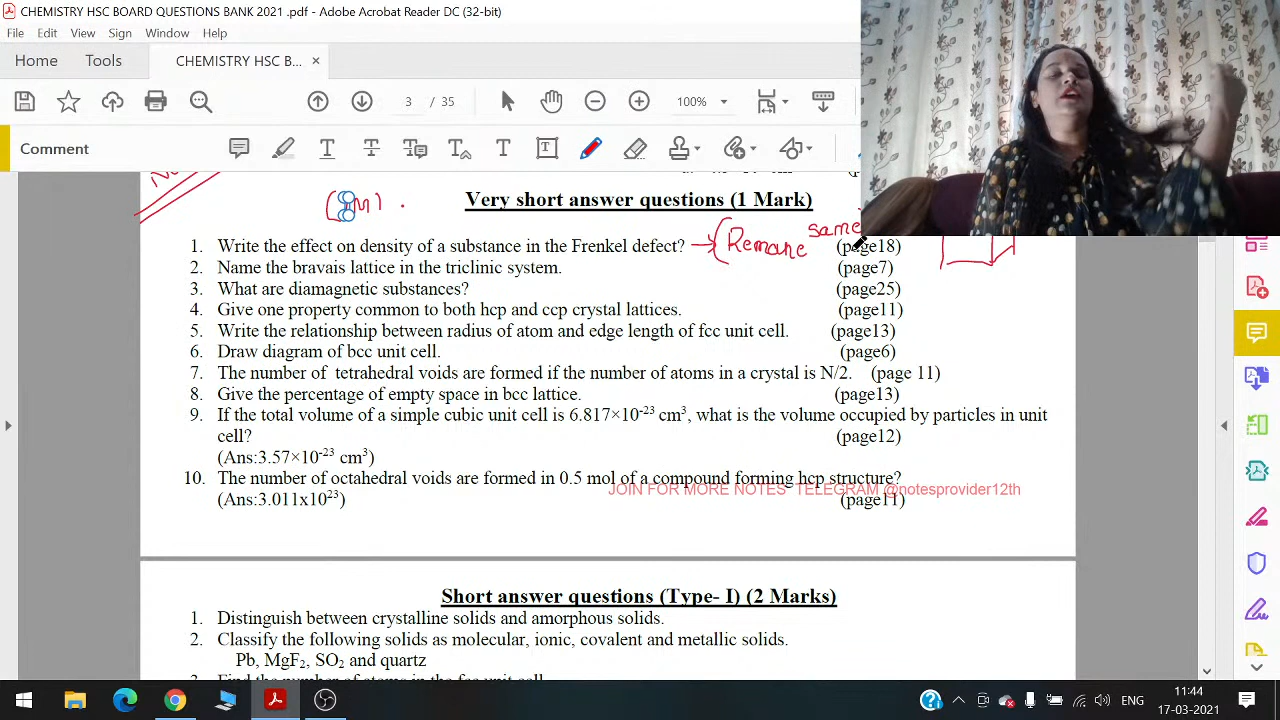 CHEMISTRY HSC BOARD QUESTIONS BANK 2021 .pdf - Adobe Acrobat Reader DC (32-bit)
File Edit View Sign Window Help
Home Tools CHEMISTRY HSC B... ×
3 / 35 100%
Comment
Very short answer questions (1 Mark)
1. Write the effect on density of a substance in the Frenkel defect? (page18)
same
2. Name the bravais lattice in the triclinic system. (page7)
3. What are diamagnetic substances? (page25)
4. Give one property common to both hcp and ccp crystal lattices. (page11)
5. Write the relationship between radius of atom and edge length of fcc unit cell. (page13)
6. Draw diagram of bcc unit cell. (page6)
7. The number of tetrahedral voids are formed if the number of atoms in a crystal is N/2. (page 11)
8. Give the percentage of empty space in bcc lattice. (page13)
9. If the total volume of a simple cubic unit cell is 6.817×10⁻²³ cm³, what is the volume occupied by particles in unit
cell? (page12)
(Ans:3.57×10⁻²³ cm³)
10. The number of octahedral voids are formed in 0.5 mol of a compound forming hcp structure?
JOIN FOR MORE NOTES TELEGRAM @notesprovider12th
(Ans:3.011x10²³) (page11)
Short answer questions (Type- I) (2 Marks)
1. Distinguish between crystalline solids and amorphous solids.
2. Classify the following solids as molecular, ionic, covalent and metallic solids.
Pb, MgF₂, SO₂ and quartz
3. Find the number of atoms in the fcc unit cell
ENG 11:44
17-03-2021